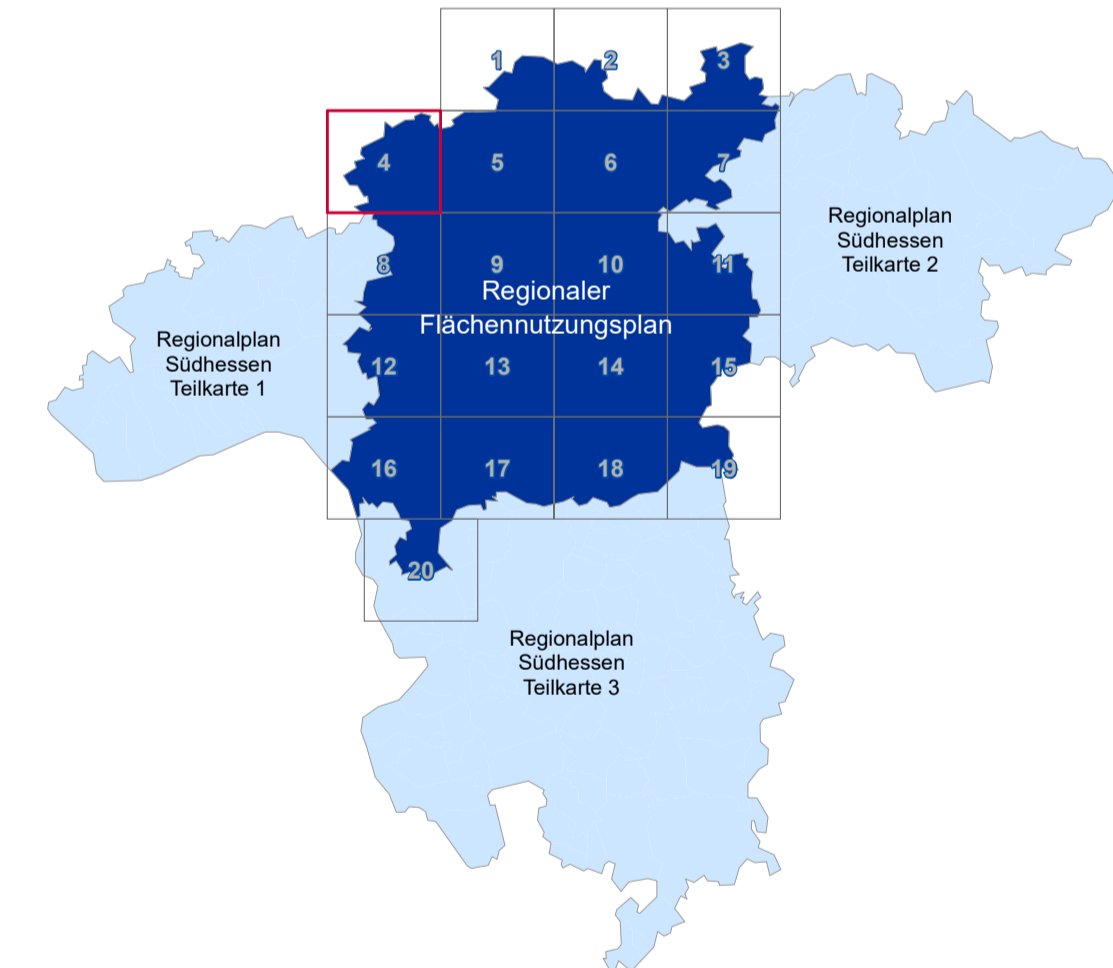 1
2
3
4
5
6
7
Regionalplan
Südhessen
Teilkarte 2
8
9
10
11
Regionaler
Flächennutzungsplan
Regionalplan
Südhessen
Teilkarte 1
12
13
14
15
16
17
18
19
20
Regionalplan
Südhessen
Teilkarte 3